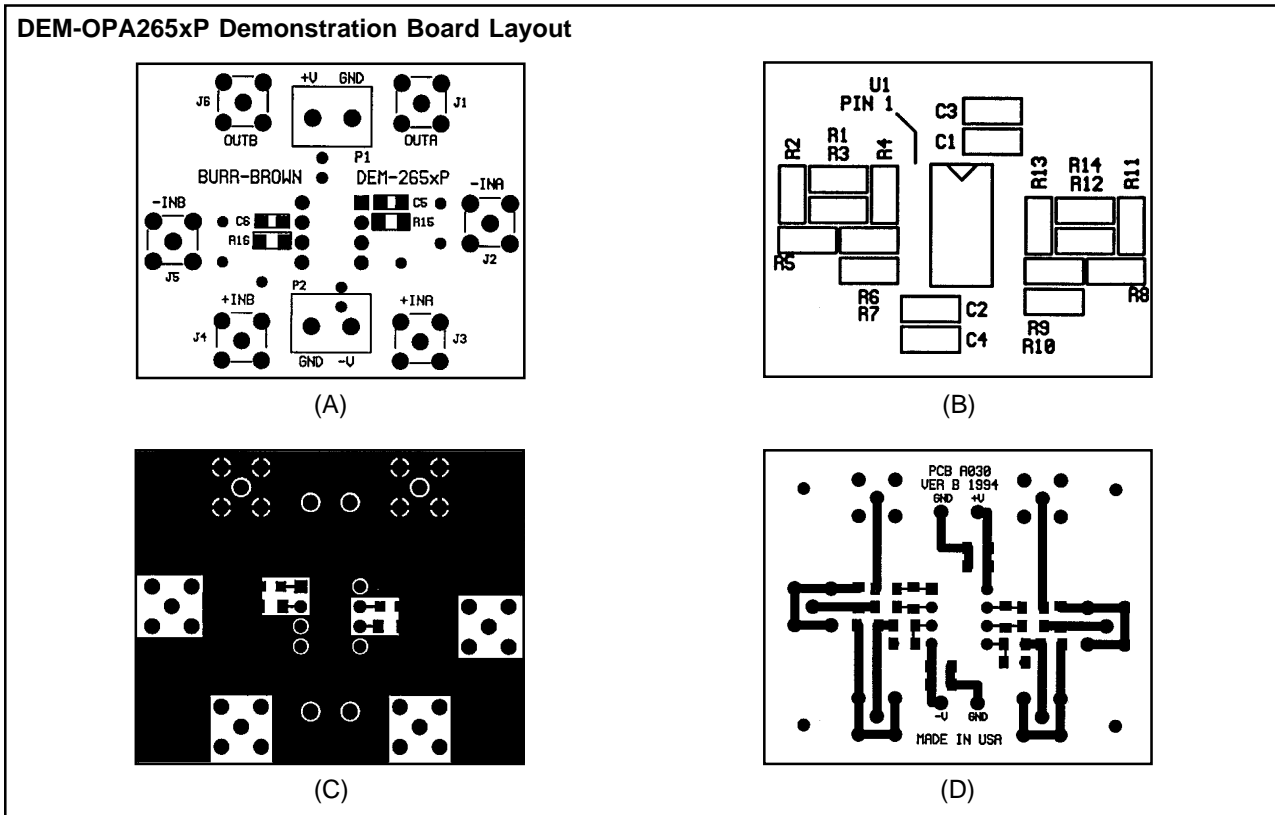 DEM-OPA265xP Demonstration Board Layout
+V GND
J6
J1
OUTB
OUTA
P1
BURR-BROWN
DEM-265xP
-INB
-INA
C6
C5
R16
R15
J5
J2
P2
+INB
+INA
J4
J3
GND -V
(A)
U1
PIN 1
C3
C1
R2
R1
R3
R4
R13
R14
R12
R11
R5
R6
R7
R8
R9
R10
C2
C4
(B)
(C)
PCB A030
VER B 1994
GND +V
-V GND
MADE IN USA
(D)